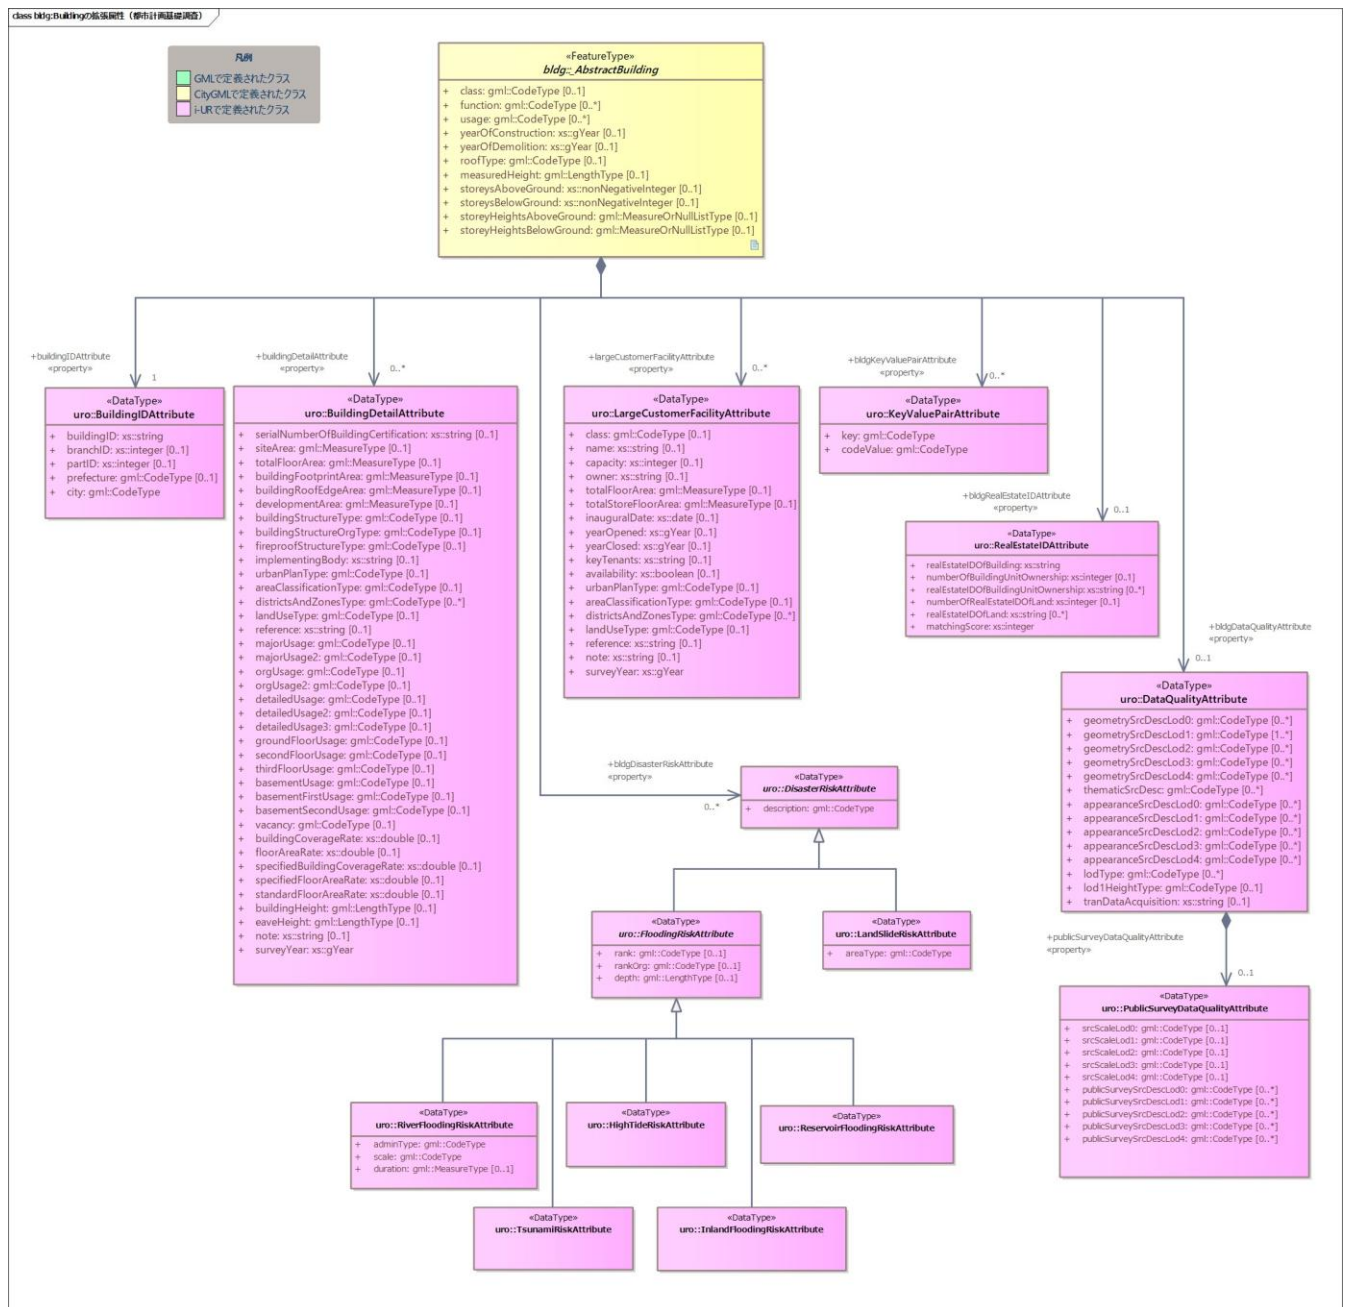 class bldg:Buildingの拡張属性（都市計画基礎調査）
凡例
GMLで定義されたクラス
CityGMLで定義されたクラス
i-URで定義されたクラス
«FeatureType»
bldg::_AbstractBuilding
+ class: gml::CodeType [0..1]
+ function: gml::CodeType [0..*]
+ usage: gml::CodeType [0..*]
+ yearOfConstruction: xs::gYear [0..1]
+ yearOfDemolition: xs::gYear [0..1]
+ roofType: gml::CodeType [0..1]
+ measuredHeight: gml::LengthType [0..1]
+ storeysAboveGround: xs::nonNegativeInteger [0..1]
+ storeysBelowGround: xs::nonNegativeInteger [0..1]
+ storeyHeightsAboveGround: gml::MeasureOrNullListType [0..1]
+ storeyHeightsBelowGround: gml::MeasureOrNullListType [0..1]
+buildingIDAttribute
«property»
1
«DataType»
uro::BuildingIDAttribute
+ buildingID: xs::string
+ branchID: xs::integer [0..1]
+ partID: xs::integer [0..1]
+ prefecture: gml::CodeType [0..1]
+ city: gml::CodeType
+buildingDetailAttribute
«property»
0..*
«DataType»
uro::BuildingDetailAttribute
+ serialNumberOfBuildingCertification: xs::string [0..1]
+ siteArea: gml::MeasureType [0..1]
+ totalFloorArea: gml::MeasureType [0..1]
+ buildingFootprintArea: gml::MeasureType [0..1]
+ buildingRoofEdgeArea: gml::MeasureType [0..1]
+ developmentArea: gml::MeasureType [0..1]
+ buildingStructureType: gml::CodeType [0..1]
+ buildingStructureOrgType: gml::CodeType [0..1]
+ fireproofStructureType: gml::CodeType [0..1]
+ implementingBody: xs::string [0..1]
+ urbanPlanType: gml::CodeType [0..1]
+ areaClassificationType: gml::CodeType [0..1]
+ districtsAndZonesType: gml::CodeType [0..*]
+ landUseType: gml::CodeType [0..1]
+ reference: xs::string [0..1]
+ majorUsage: gml::CodeType [0..1]
+ majorUsage2: gml::CodeType [0..1]
+ orgUsage: gml::CodeType [0..1]
+ orgUsage2: gml::CodeType [0..1]
+ detailedUsage: gml::CodeType [0..1]
+ detailedUsage2: gml::CodeType [0..1]
+ detailedUsage3: gml::CodeType [0..1]
+ groundFloorUsage: gml::CodeType [0..1]
+ secondFloorUsage: gml::CodeType [0..1]
+ thirdFloorUsage: gml::CodeType [0..1]
+ basementUsage: gml::CodeType [0..1]
+ basementFirstUsage: gml::CodeType [0..1]
+ basementSecondUsage: gml::CodeType [0..1]
+ vacancy: gml::CodeType [0..1]
+ buildingCoverageRate: xs::double [0..1]
+ floorAreaRate: xs::double [0..1]
+ specifiedBuildingCoverageRate: xs::double [0..1]
+ specifiedFloorAreaRate: xs::double [0..1]
+ standardFloorAreaRate: xs::double [0..1]
+ buildingHeight: gml::LengthType [0..1]
+ eaveHeight: gml::LengthType [0..1]
+ note: xs::string [0..1]
+ surveyYear: xs::gYear
+largeCustomerFacilityAttribute
«property»
0..*
«DataType»
uro::LargeCustomerFacilityAttribute
+ class: gml::CodeType [0..1]
+ name: xs::string [0..1]
+ capacity: xs::integer [0..1]
+ owner: xs::string [0..1]
+ totalFloorArea: gml::MeasureType [0..1]
+ totalStoreFloorArea: gml::MeasureType [0..1]
+ inauguralDate: xs::date [0..1]
+ yearOpened: xs::gYear [0..1]
+ yearClosed: xs::gYear [0..1]
+ keyTenants: xs::string [0..1]
+ availability: xs::boolean [0..1]
+ urbanPlanType: gml::CodeType [0..1]
+ areaClassificationType: gml::CodeType [0..1]
+ districtsAndZonesType: gml::CodeType [0..*]
+ landUseType: gml::CodeType [0..1]
+ reference: xs::string [0..1]
+ note: xs::string [0..1]
+ surveyYear: xs::gYear
+bldgKeyValuePairAttribute
«property»
0..*
«DataType»
uro::KeyValuePairAttribute
+ key: gml::CodeType
+ codeValue: gml::CodeType
+bldgRealEstateIDAttribute
«property»
0..1
«DataType»
uro::RealEstateIDAttribute
+ realEstateIDOfBuilding: xs::string
+ numberOfBuildingUnitOwnership: xs::integer [0..1]
+ realEstateIDOfBuildingUnitOwnership: xs::string [0..*]
+ numberOfRealEstateIDOfLand: xs::integer [0..1]
+ realEstateIDOfLand: xs::string [0..*]
+ matchingScore: xs::integer
+bldgDataQualityAttribute
«property»
0..1
«DataType»
uro::DataQualityAttribute
+ geometrySrcDescLod0: gml::CodeType [0..*]
+ geometrySrcDescLod1: gml::CodeType [1..*]
+ geometrySrcDescLod2: gml::CodeType [0..*]
+ geometrySrcDescLod3: gml::CodeType [0..*]
+ geometrySrcDescLod4: gml::CodeType [0..*]
+ thematicSrcDesc: gml::CodeType [0..*]
+ appearanceSrcDescLod0: gml::CodeType [0..*]
+ appearanceSrcDescLod1: gml::CodeType [0..*]
+ appearanceSrcDescLod2: gml::CodeType [0..*]
+ appearanceSrcDescLod3: gml::CodeType [0..*]
+ appearanceSrcDescLod4: gml::CodeType [0..*]
+ lodType: gml::CodeType [0..*]
+ lod1HeightType: gml::CodeType [0..1]
+ tranDataAcquisition: xs::string [0..1]
+bldgDisasterRiskAttribute
«property»
0..*
«DataType»
uro::DisasterRiskAttribute
+ description: gml::CodeType
«DataType»
uro::FloodingRiskAttribute
+ rank: gml::CodeType [0..1]
+ rankOrg: gml::CodeType [0..1]
+ depth: gml::LengthType [0..1]
«DataType»
uro::LandSlideRiskAttribute
+ areaType: gml::CodeType
+publicSurveyDataQualityAttribute
«property»
0..1
«DataType»
uro::PublicSurveyDataQualityAttribute
+ srcScaleLod0: gml::CodeType [0..1]
+ srcScaleLod1: gml::CodeType [0..1]
+ srcScaleLod2: gml::CodeType [0..1]
+ srcScaleLod3: gml::CodeType [0..1]
+ srcScaleLod4: gml::CodeType [0..1]
+ publicSurveySrcDescLod0: gml::CodeType [0..*]
+ publicSurveySrcDescLod1: gml::CodeType [0..*]
+ publicSurveySrcDescLod2: gml::CodeType [0..*]
+ publicSurveySrcDescLod3: gml::CodeType [0..*]
+ publicSurveySrcDescLod4: gml::CodeType [0..*]
«DataType»
uro::RiverFloodingRiskAttribute
+ adminType: gml::CodeType
+ scale: gml::CodeType
+ duration: gml::MeasureType [0..1]
«DataType»
uro::HighTideRiskAttribute
«DataType»
uro::ReservoirFloodingRiskAttribute
«DataType»
uro::TsunamiRiskAttribute
«DataType»
uro::InlandFloodingRiskAttribute